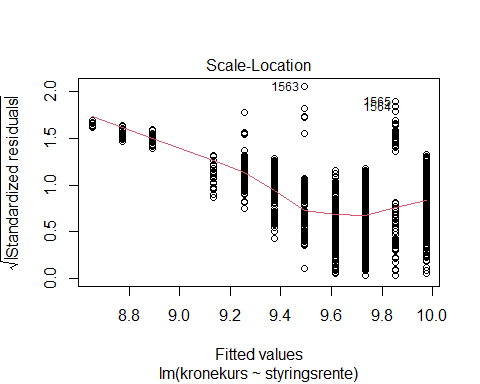 Scale-Location
√|Standardized residuals|
2.0
1.5
1.0
0.5
0.0
1563
1565
1564
8.8 9.0 9.2 9.4 9.6 9.8 10.0
Fitted values
lm(kronekurs ~ styringsrente)